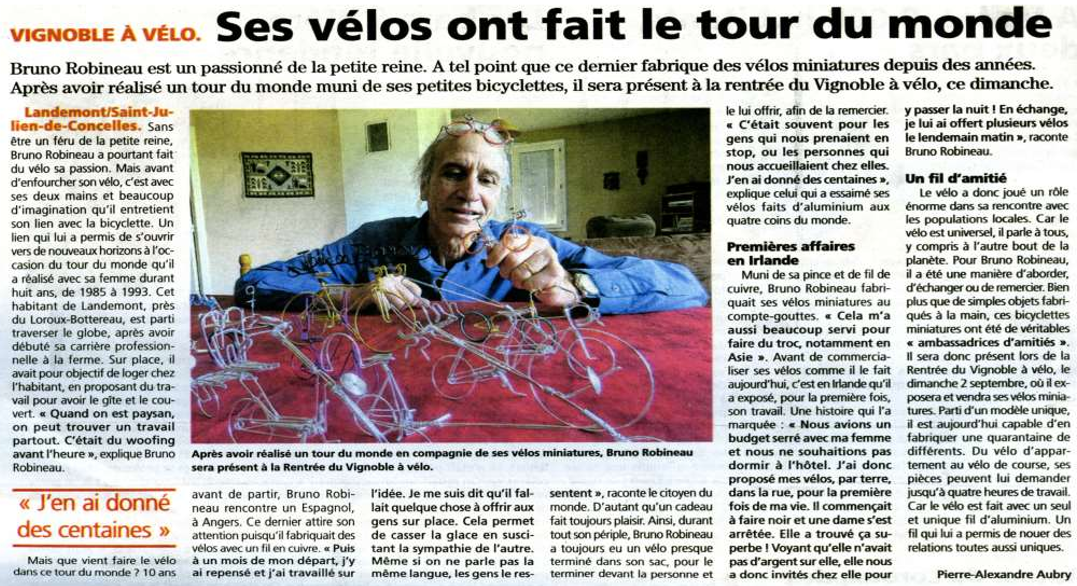 VIGNOBLE À VÉLO. Ses vélos ont fait le tour du monde
Bruno Robineau est un passionné de la petite reine. A tel point que ce dernier fabrique des vélos miniatures depuis des années.
Après avoir réalisé un tour du monde muni de ses petites bicyclettes, il sera présent à la rentrée du Vignoble à vélo, ce dimanche.
Landemont/Saint-Ju-
lien-de-Concelles. Sans
être un féru de la petite reine,
Bruno Robineau a pourtant fait
du vélo sa passion. Mais avant
d'enfourcher son vélo, c'est avec
ses deux mains et beaucoup
d'imagination qu'il entretient
son lien avec la bicyclette. Un
lien qui lui a permis de s'ouvrir
vers de nouveaux horizons à l'oc-
casion du tour du monde qu'il
a réalisé avec sa femme durant
huit ans, de 1985 à 1993. Cet
habitant de Landemont, près
du Loroux-Bottereau, est parti
traverser le globe, après avoir
débuté sa carrière profession-
nelle à la ferme. Sur place, il
avait pour objectif de loger chez
l'habitant, en proposant du tra-
vail pour avoir le gîte et le cou-
vert. « Quand on est paysan,
on peut trouver un travail
partout. C'était du woofing
avant l'heure », explique Bruno
Robineau.
« J'en ai donné
des centaines »
Mais que vient faire le vélo
dans ce tour du monde ? 10 ans
Après avoir réalisé un tour du monde en compagnie de ses vélos miniatures, Bruno Robineau
sera présent à la Rentrée du Vignoble à vélo.
avant de partir, Bruno Robi-
neau rencontre un Espagnol,
à Angers. Ce dernier attire son
attention puisqu'il fabriquait des
vélos avec un fil en cuivre. « Puis
à un mois de mon départ, j'y
ai repensé et j'ai travaillé sur
l'idée. Je me suis dit qu'il fal-
lait quelque chose à offrir aux
gens sur place. Cela permet
de casser la glace en susci-
tant la sympathie de l'autre.
Même si on ne parle pas la
même langue, les gens le res-
sentent », raconte le citoyen du
monde. D'autant qu'un cadeau
fait toujours plaisir. Ainsi, durant
tout son périple, Bruno Robineau
a toujours eu un vélo presque
terminé dans son sac, pour le
terminer devant la personne et
le lui offrir, afin de la remercier.
« C'était souvent pour les
gens qui nous prenaient en
stop, ou les personnes qui
nous accueillaient chez elles.
J'en ai donné des centaines »,
explique celui qui a essaimé ses
vélos faits d'aluminium aux
quatre coins du monde.
Premières affaires
en Irlande
Muni de sa pince et de fil de
cuivre, Bruno Robineau fabri-
quait ses vélos miniatures au
compte-gouttes. « Cela m'a
aussi beaucoup servi pour
faire du troc, notamment en
Asie ». Avant de commercia-
liser ses vélos comme il le fait
aujourd'hui, c'est en Irlande qu'il
a exposé, pour la première fois,
son travail. Une histoire qui l'a
marquée : « Nous avions un
budget serré avec ma femme
et nous ne souhaitions pas
dormir à l'hôtel. J'ai donc
proposé mes vélos, par terre,
dans la rue, pour la première
fois de ma vie. Il commençait
à faire noir et une dame s'est
arrêtée. Elle a trouvé ça su-
perbe ! Voyant qu'elle n'avait
pas d'argent sur elle, elle nous
a donc invités chez elle pour
y passer la nuit ! En échange,
je lui ai offert plusieurs vélos
le lendemain matin », raconte
Bruno Robineau.
Un fil d'amitié
Le vélo a donc joué un rôle
énorme dans sa rencontre avec
les populations locales. Car le
vélo est universel, il parle à tous,
y compris à l'autre bout de la
planète. Pour Bruno Robineau,
il a été une manière d'aborder,
d'échanger ou de remercier. Bien
plus que de simples objets fabri-
qués à la main, ces bicyclettes
miniatures ont été de véritables
« ambassadrices d'amitiés ».
Il sera donc présent lors de la
Rentrée du Vignoble à vélo, le
dimanche 2 septembre, où il ex-
posera et vendra ses vélos minia-
tures. Parti d'un modèle unique,
il est aujourd'hui capable d'en
fabriquer une quarantaine de
différents. Du vélo d'appar-
tement au vélo de course, ses
pièces peuvent lui demander
jusqu'à quatre heures de travail.
Car le vélo est fait avec un seul
et unique fil d'aluminium. Un
fil qui lui a permis de nouer des
relations toutes aussi uniques.
Pierre-Alexandre Aubry